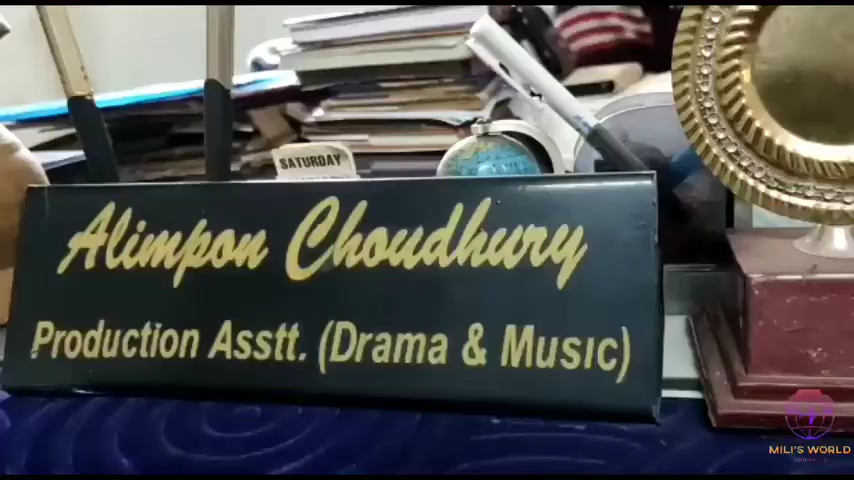 SATURDAY
Alimpon Choudhury
Production Asstt. (Drama & Music)
MILI'S WORLD